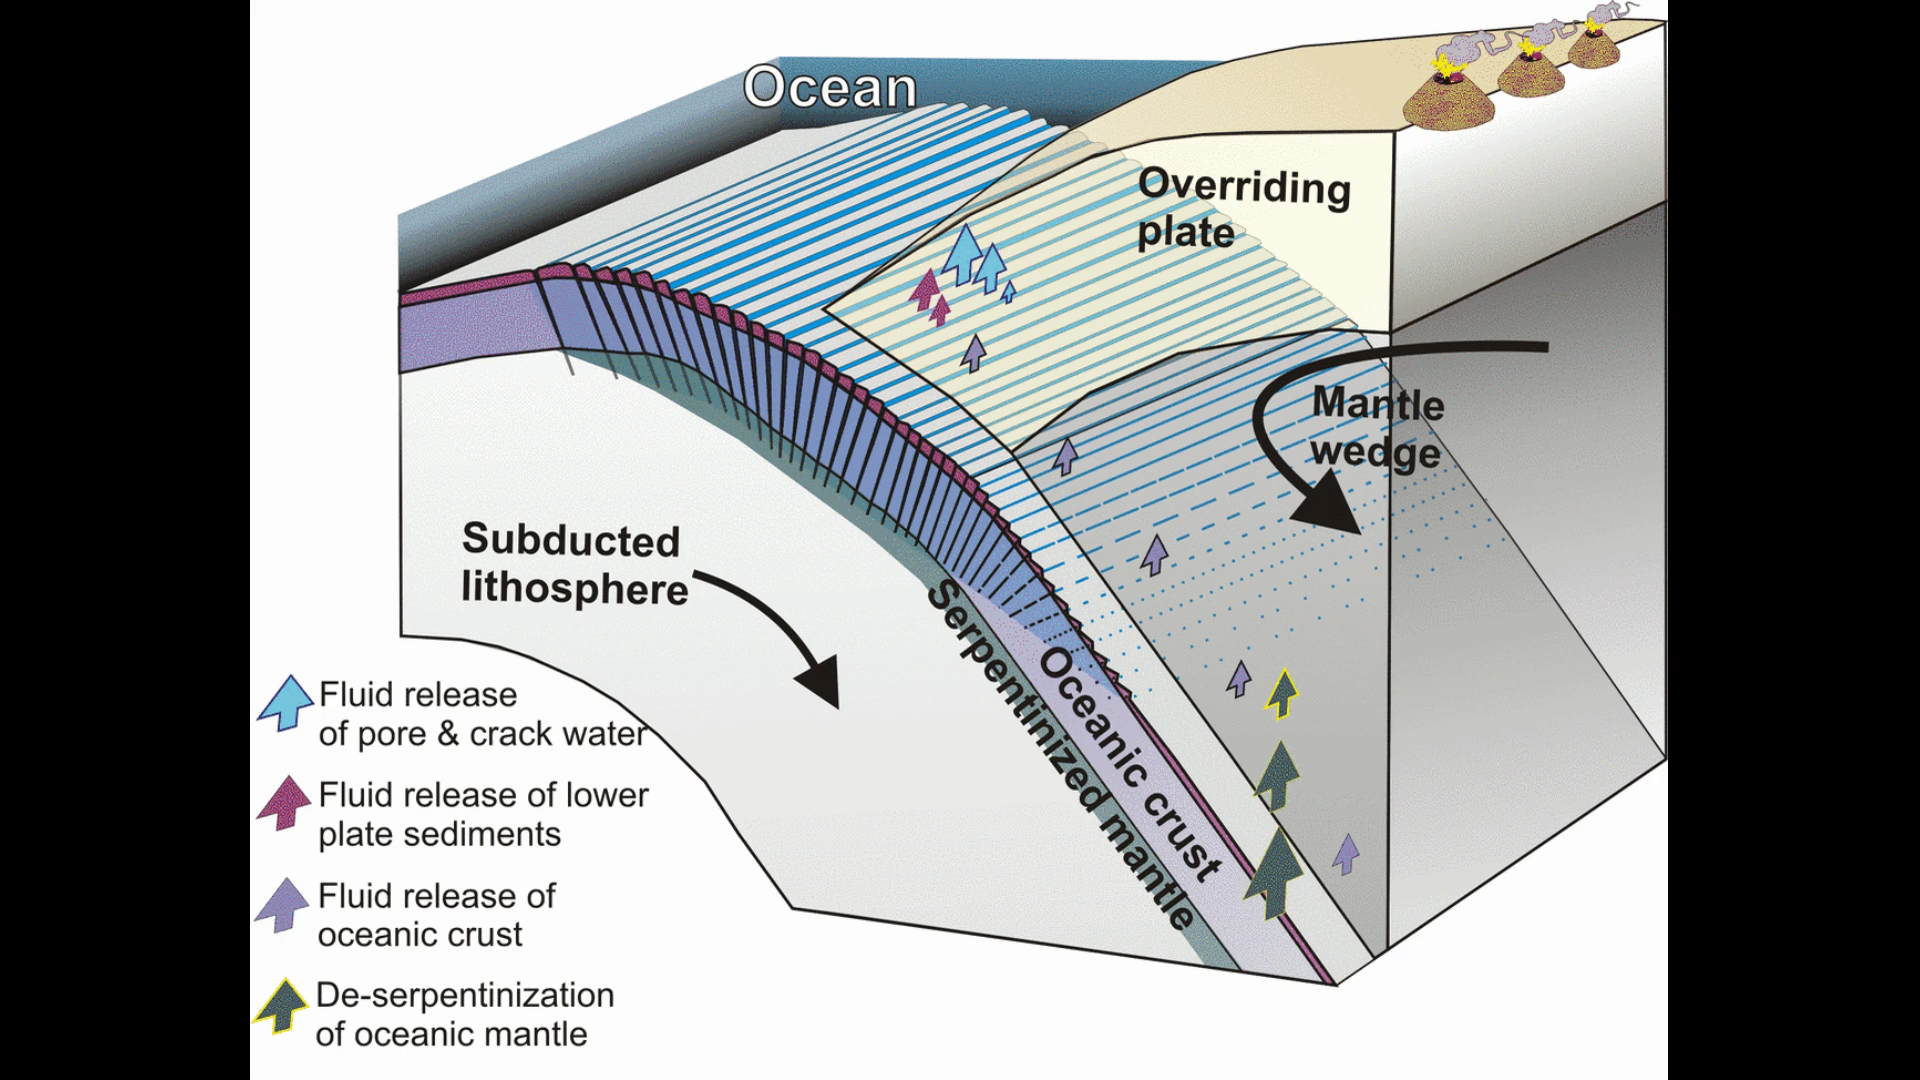 Ocean
Overriding
plate
Mantle
wedge
Subducted
lithosphere
Serpentinized mantle
Oceanic crust
Fluid release
of pore & crack water
Fluid release of lower
plate sediments
Fluid release of
oceanic crust
De-serpentinization
of oceanic mantle